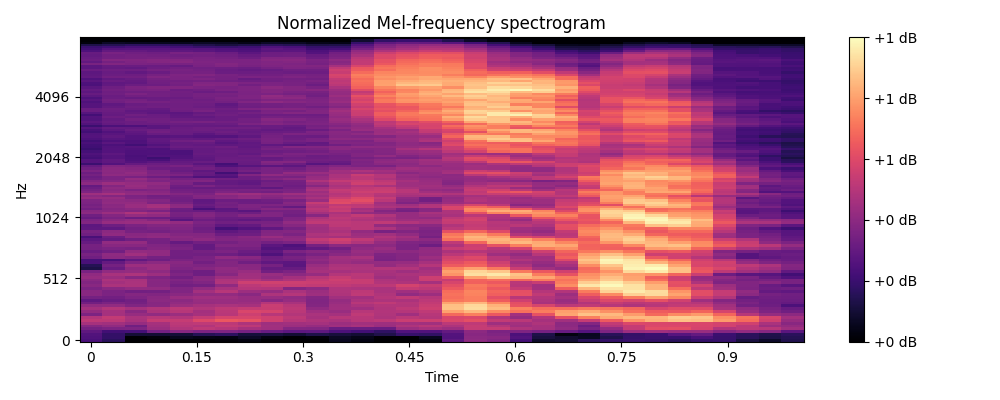 Normalized Mel-frequency spectrogram
Hz
4096
2048
1024
512
0
0 0.15 0.3 0.45 0.6 0.75 0.9
Time
+1 dB
+1 dB
+1 dB
+0 dB
+0 dB
+0 dB